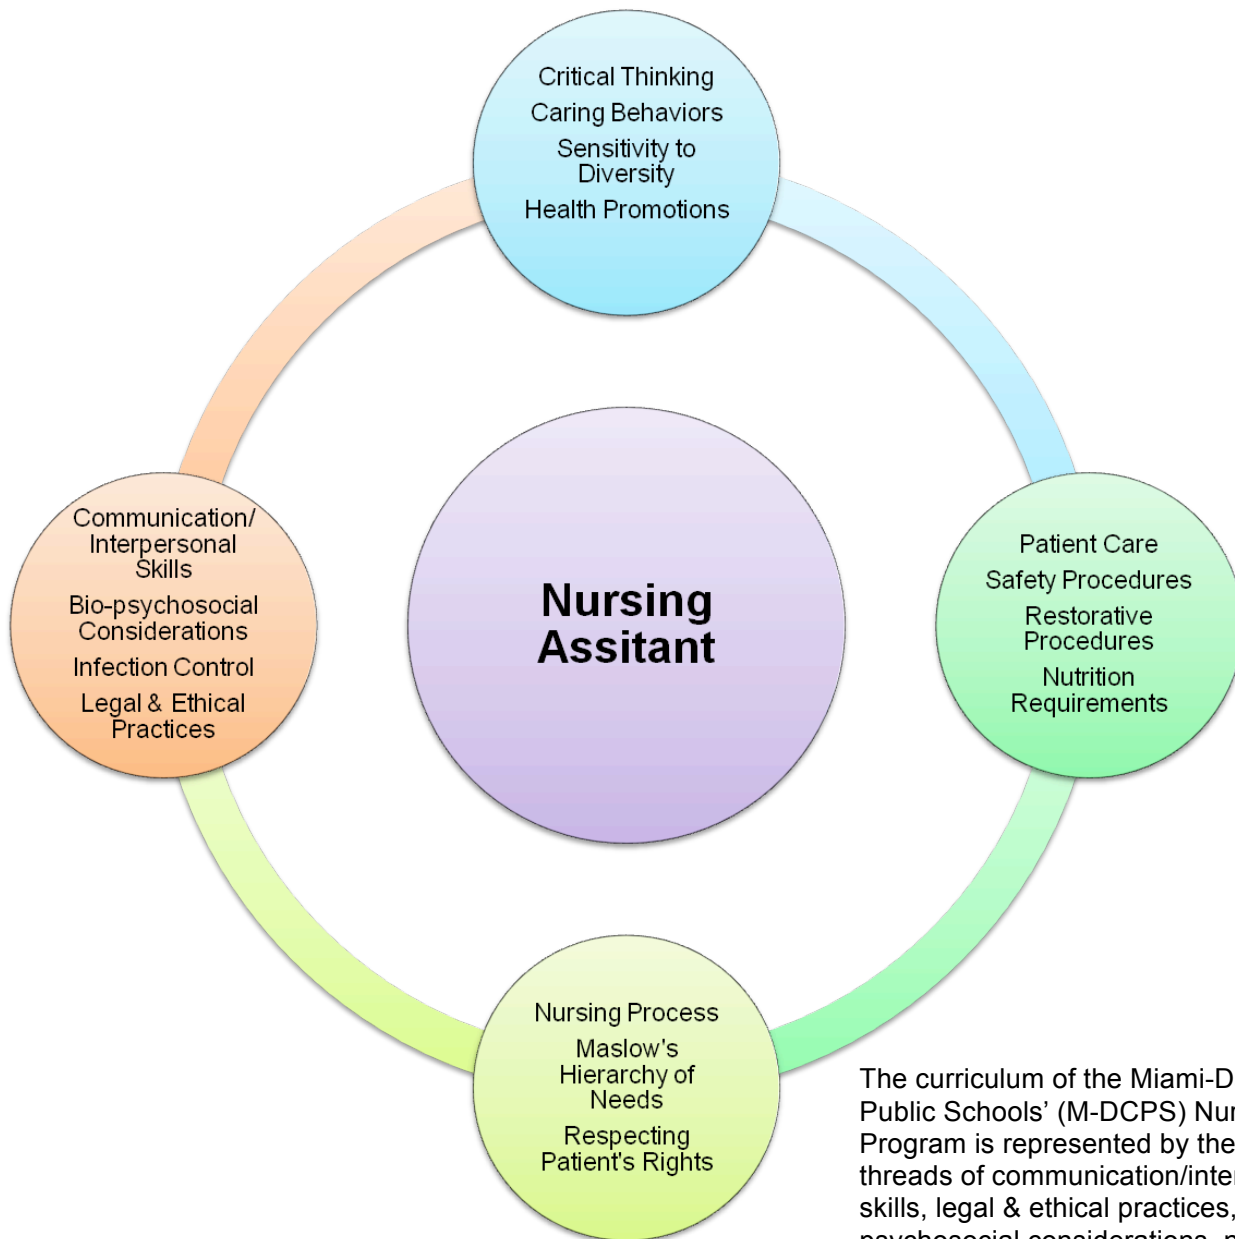 Critical Thinking
Caring Behaviors
Sensitivity to
Diversity
Health Promotions
Communication/
Interpersonal
Skills
Bio-psychosocial
Considerations
Infection Control
Legal & Ethical
Practices
Nursing
Assitant
Patient Care
Safety Procedures
Restorative
Procedures
Nutrition
Requirements
Nursing Process
Maslow's
Hierarchy of
Needs
Respecting
Patient's Rights
The curriculum of the Miami-D
Public Schools’ (M-DCPS) Nur
Program is represented by the
threads of communication/inter
skills, legal & ethical practices,
psychosocial considerations,